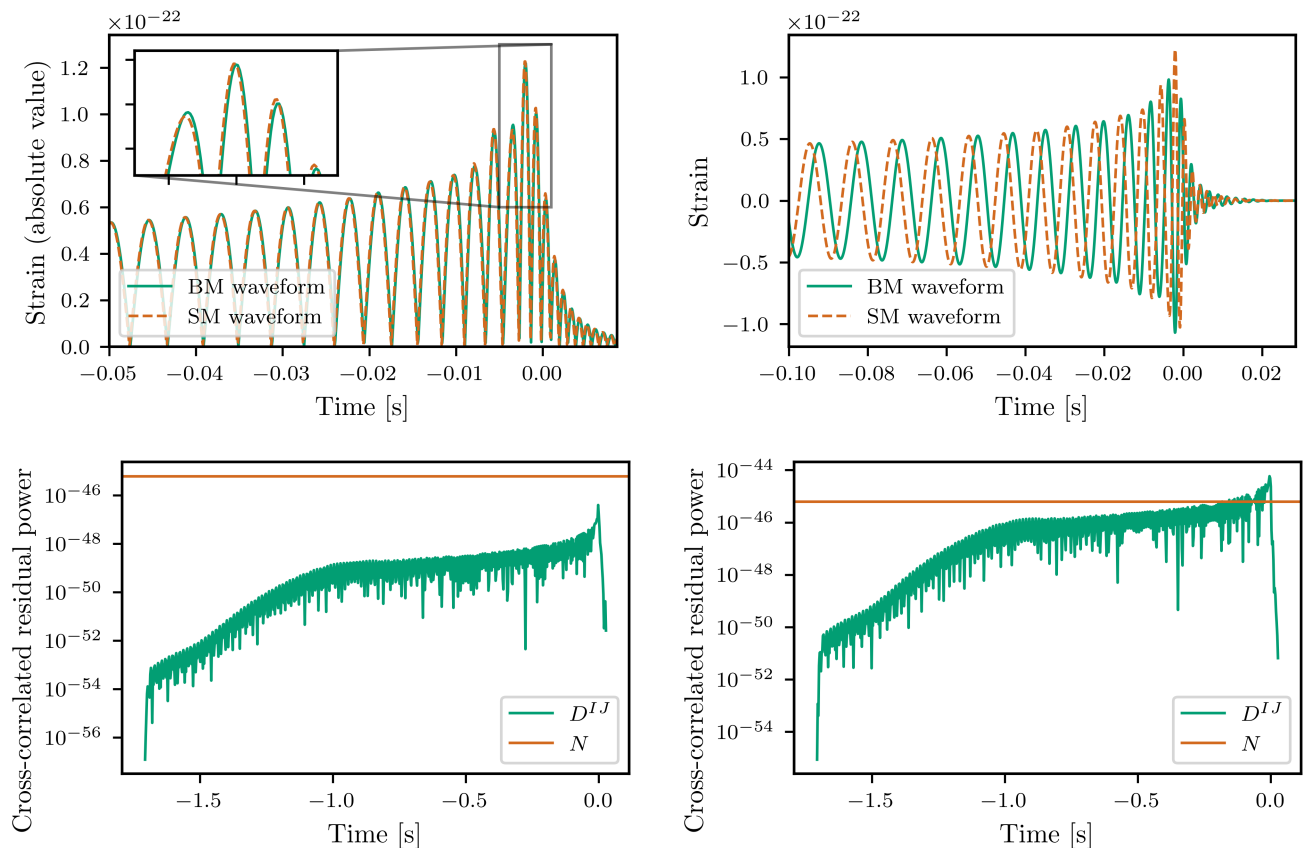 ×10⁻²²
Strain (absolute value)
1.2
1.0
0.8
0.6
0.4
0.2
0.0
BM waveform
SM waveform
−0.05 −0.04 −0.03 −0.02 −0.01 0.00
Time [s]
×10⁻²²
Strain
1.0
0.5
0.0
−0.5
−1.0
BM waveform
SM waveform
−0.10 −0.08 −0.06 −0.04 −0.02 0.00 0.02
Time [s]
Cross-correlated residual power
10⁻⁴⁶
10⁻⁴⁸
10⁻⁵⁰
10⁻⁵²
10⁻⁵⁴
10⁻⁵⁶
D^{IJ}
N
−1.5 −1.0 −0.5 0.0
Time [s]
Cross-correlated residual power
10⁻⁴⁴
10⁻⁴⁶
10⁻⁴⁸
10⁻⁵⁰
10⁻⁵²
10⁻⁵⁴
D^{IJ}
N
−1.5 −1.0 −0.5 0.0
Time [s]